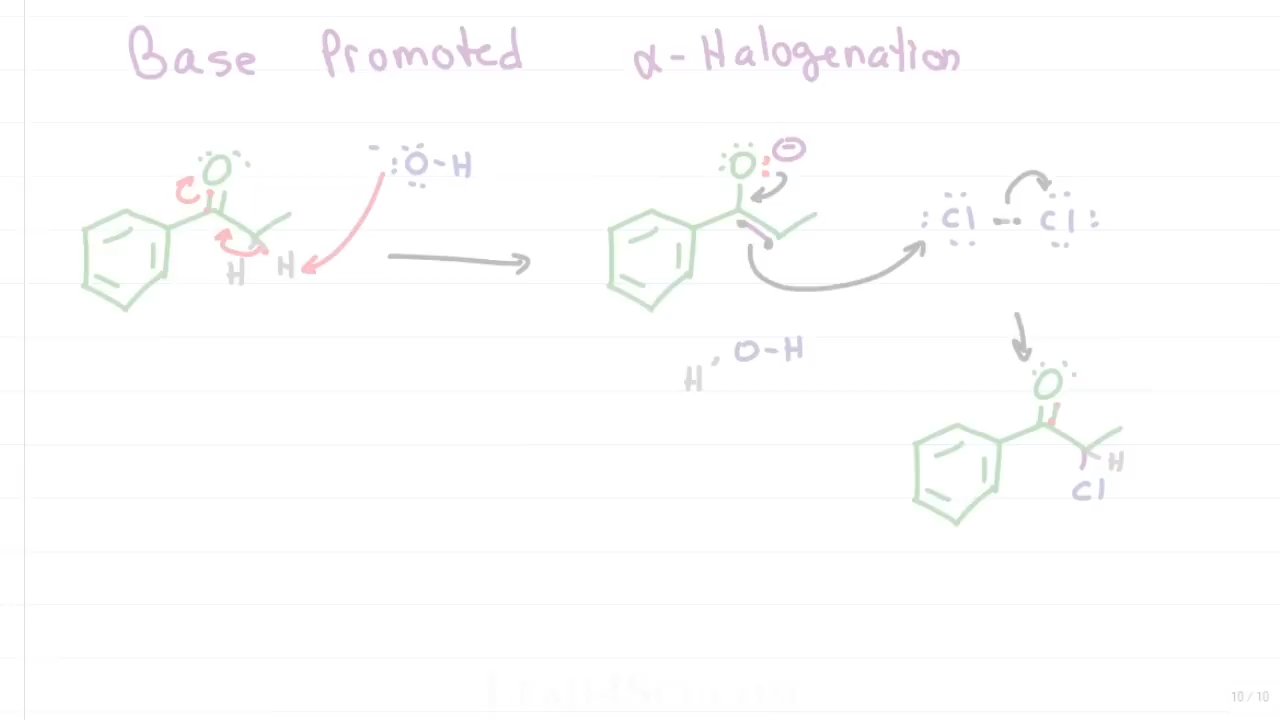 Base Promoted α-Halogenation
O
⁻ :O-H
H H
O: ⊖
:Cl -- Cl:
H O-H
O
H
Cl
10 / 10